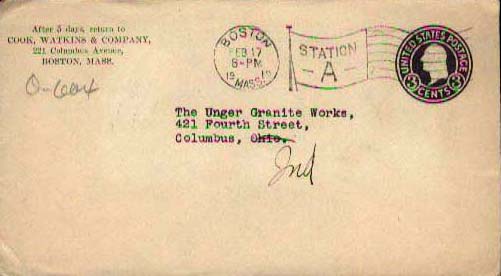 After 5 days, return to
COOK, WATKINS & COMPANY,
221 Columbus Avenue,
BOSTON, MASS.
BOSTON
FEB 17
8-PM
MASS.
STATION
A
UNITED STATES POSTAGE
3 CENTS 3
The Unger Granite Works,
421 Fourth Street,
Columbus, Ohio.
Ind